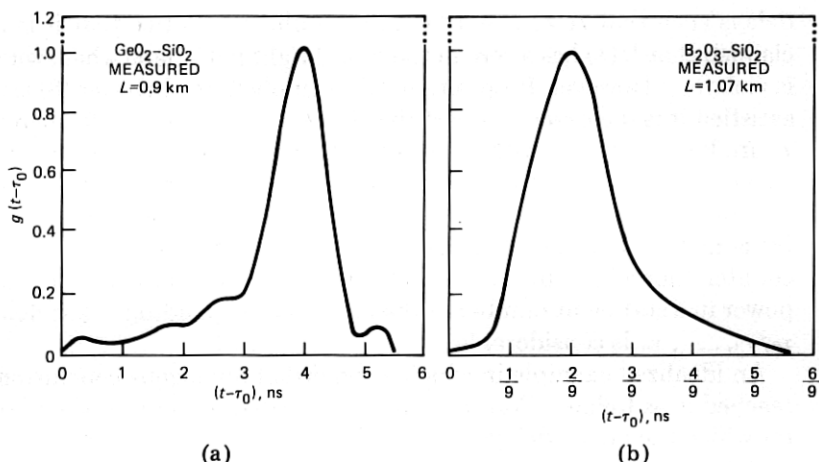 1.2
1.0
0.8
0.6
0.4
0.2
0
g (t−τ₀)
GeO₂–SiO₂
MEASURED
L=0.9 km
0 1 2 3 4 5 6
(t−τ₀), ns
(a)
B₂O₃–SiO₂
MEASURED
L=1.07 km
0 1/9 2/9 3/9 4/9 5/9 6/9
(t−τ₀), ns
(b)